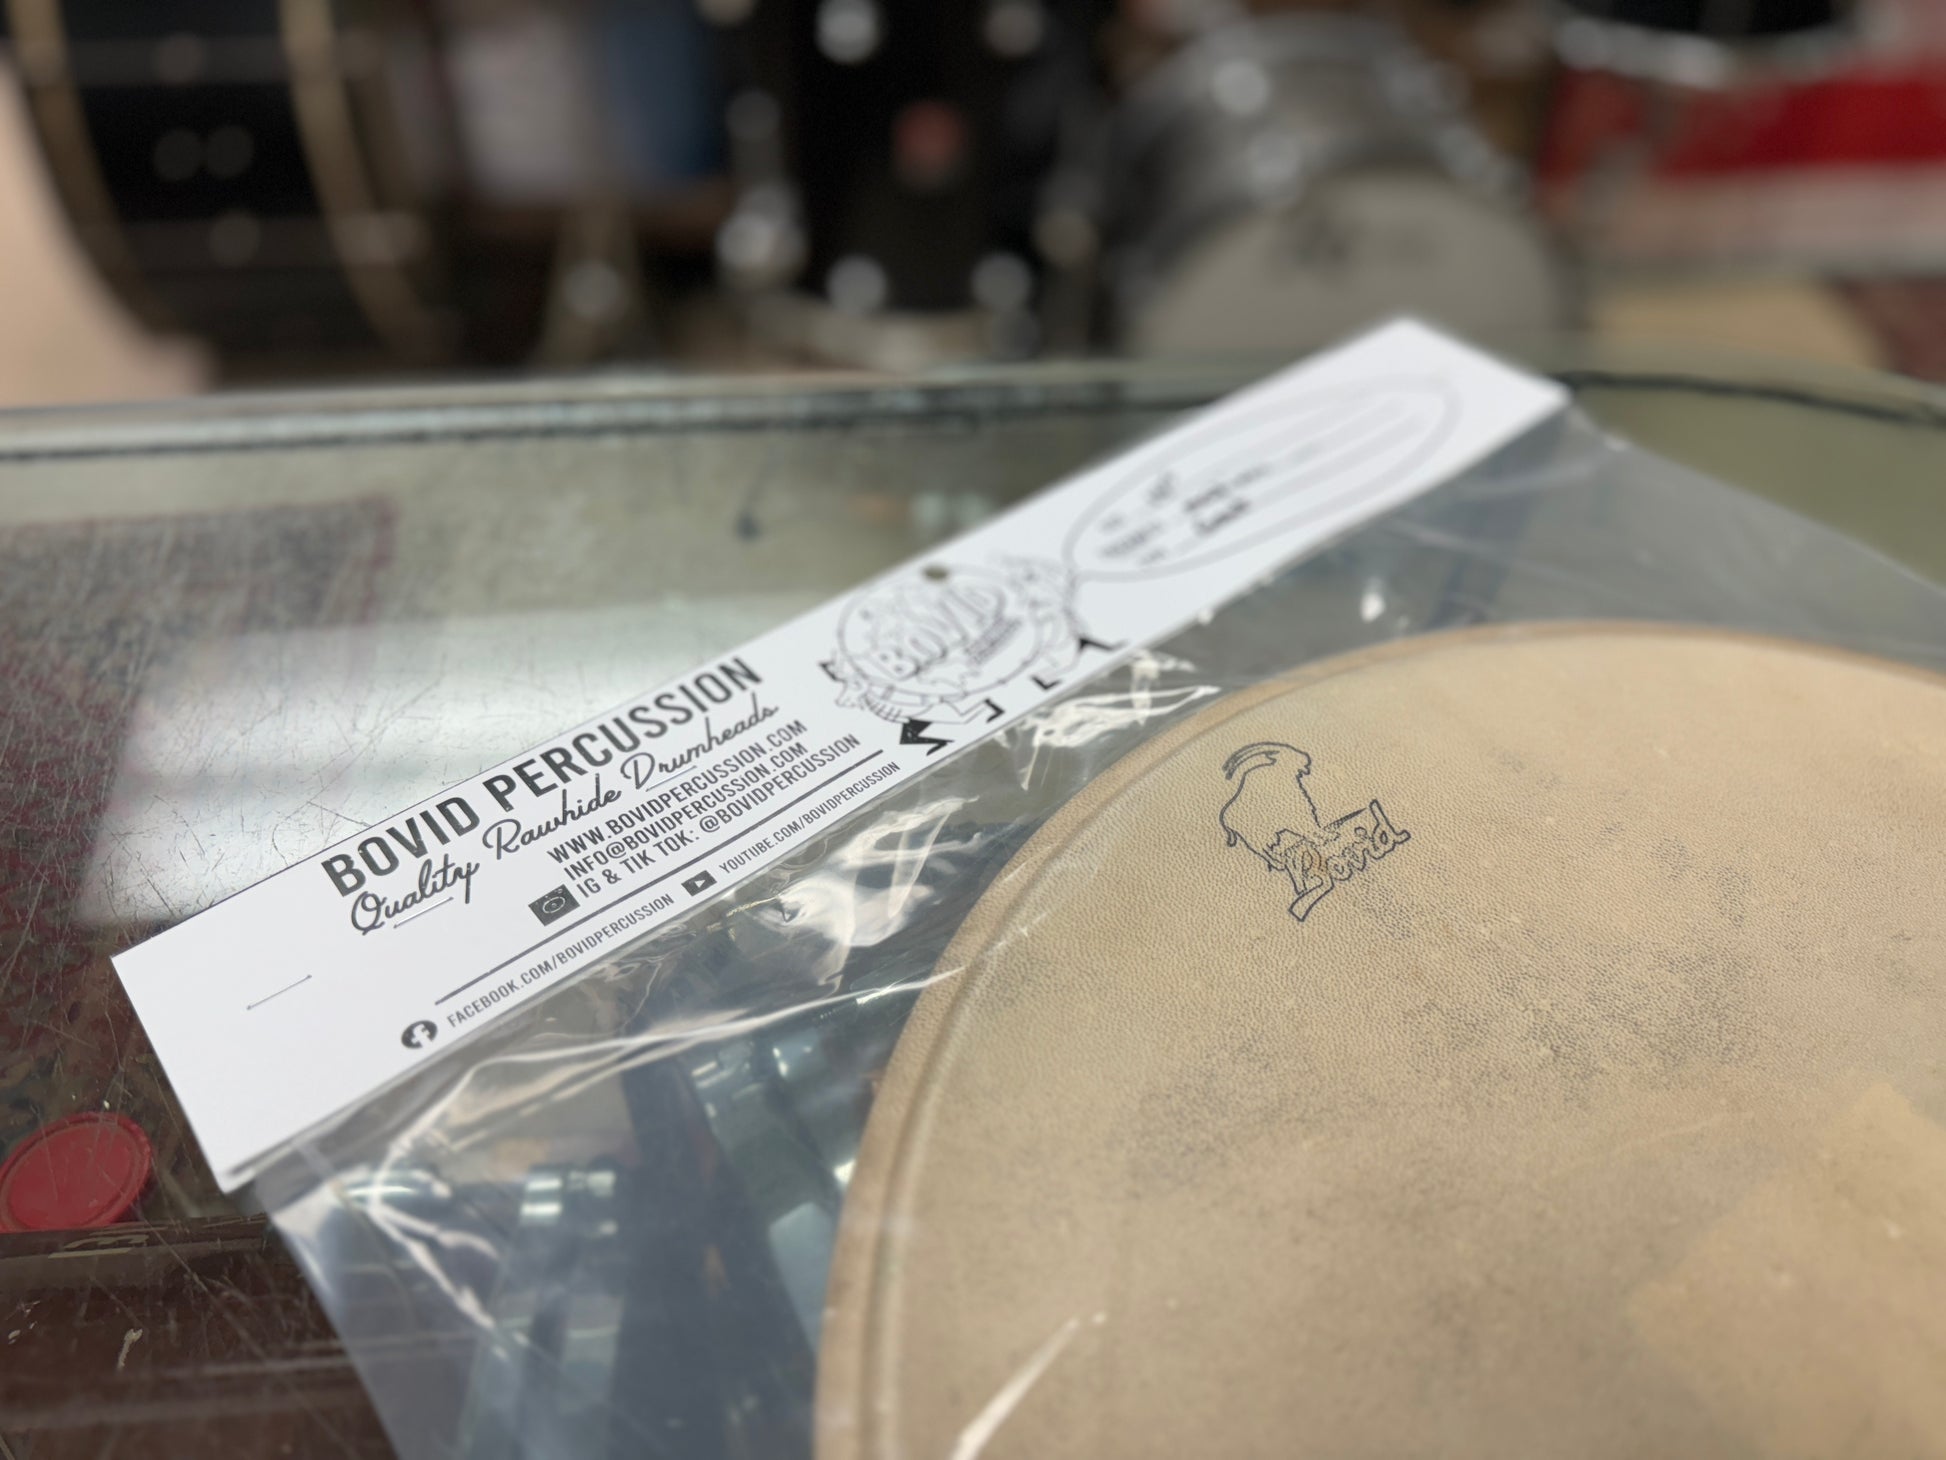 BOVID PERCUSSION
Quality Rawhide Drumheads
WWW.BOVIDPERCUSSION.COM
INFO@BOVIDPERCUSSION.COM
IG & TIK TOK: @BOVIDPERCUSSION
FACEBOOK.COM/BOVIDPERCUSSION YOUTUBE.COM/BOVIDPERCUSSION
BOVID
Bovid